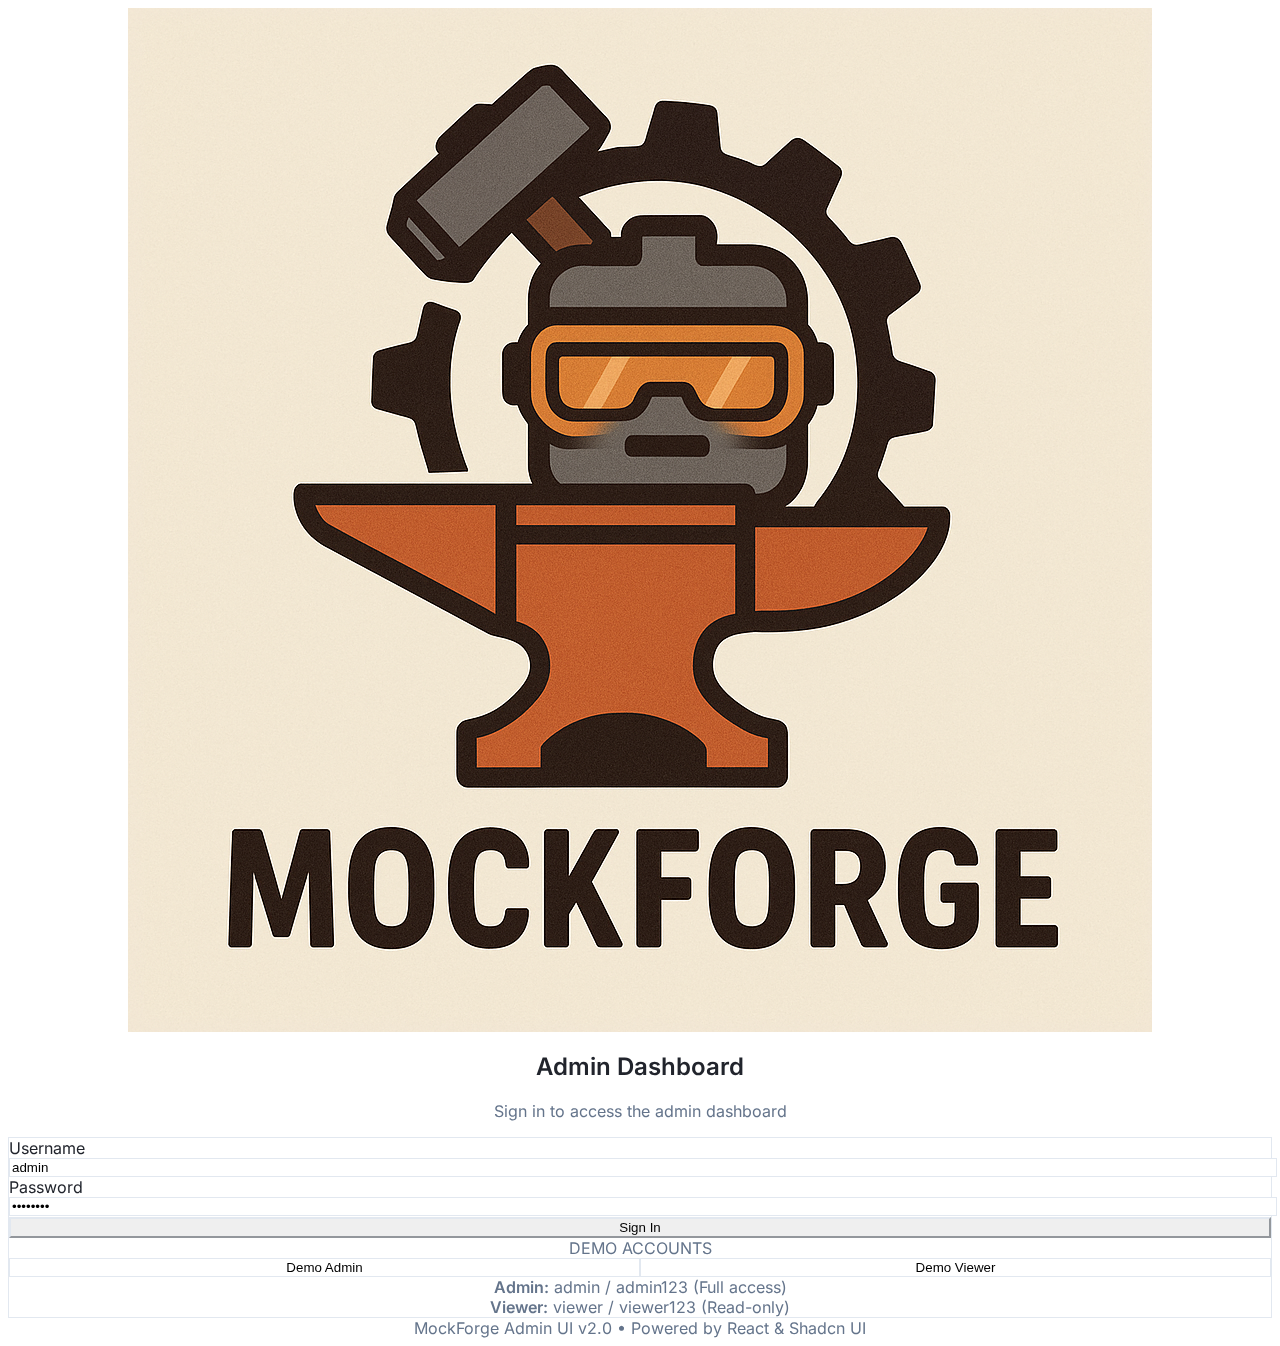 MOCKFORGE
Admin Dashboard
Sign in to access the admin dashboard
Username
admin
Password
••••••••
Sign In
DEMO ACCOUNTS
Demo Admin Demo Viewer
Admin: admin / admin123 (Full access)
Viewer: viewer / viewer123 (Read-only)
MockForge Admin UI v2.0 • Powered by React & Shadcn UI